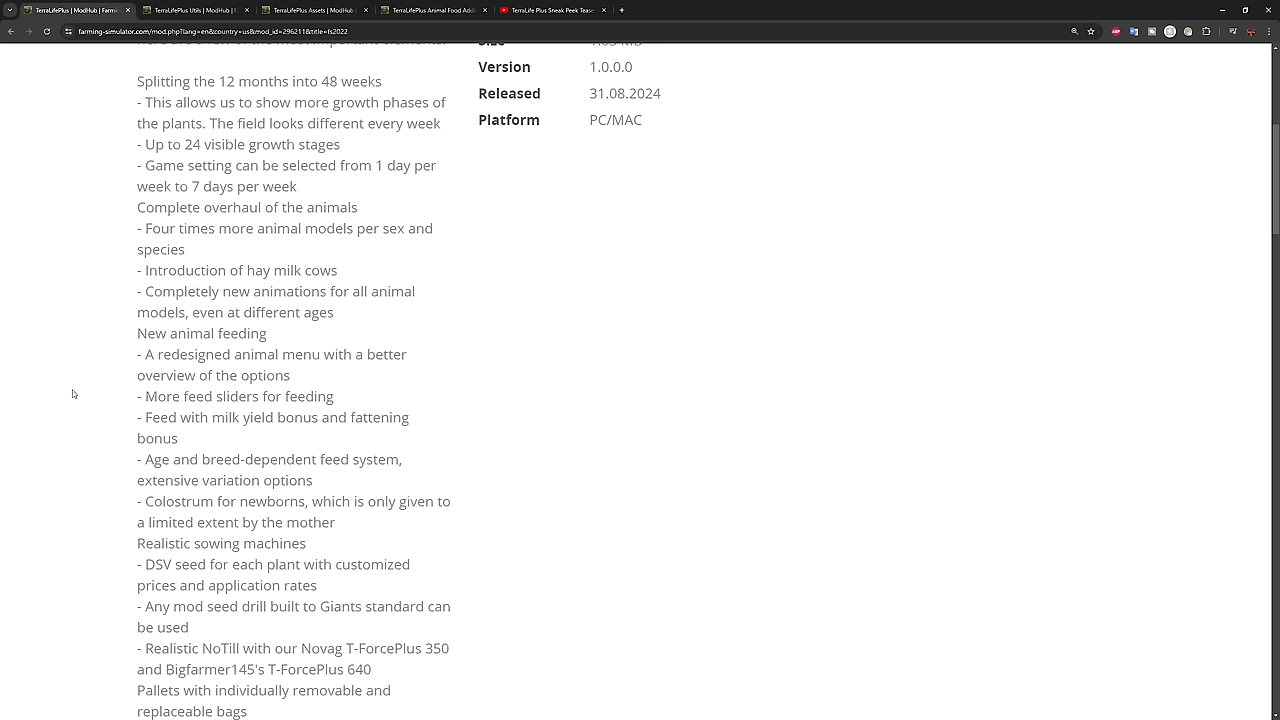 TerraLifePlus | ModHub | Farmi
TerraLifePlus Utils | ModHub | F
TerraLifePlus Assets | ModHub |
TerraLifePlus Animal Food Add
TerraLife Plus Sneak Peek Tease
farming-simulator.com/mod.php?lang=en&country=us&mod_id=296211&title=fs2022
Splitting the 12 months into 48 weeks
- This allows us to show more growth phases of
the plants. The field looks different every week
- Up to 24 visible growth stages
- Game setting can be selected from 1 day per
week to 7 days per week
Complete overhaul of the animals
- Four times more animal models per sex and
species
- Introduction of hay milk cows
- Completely new animations for all animal
models, even at different ages
New animal feeding
- A redesigned animal menu with a better
overview of the options
- More feed sliders for feeding
- Feed with milk yield bonus and fattening
bonus
- Age and breed-dependent feed system,
extensive variation options
- Colostrum for newborns, which is only given to
a limited extent by the mother
Realistic sowing machines
- DSV seed for each plant with customized
prices and application rates
- Any mod seed drill built to Giants standard can
be used
- Realistic NoTill with our Novag T-ForcePlus 350
and Bigfarmer145's T-ForcePlus 640
Pallets with individually removable and
replaceable bags
Size
Version 1.0.0.0
Released 31.08.2024
Platform PC/MAC